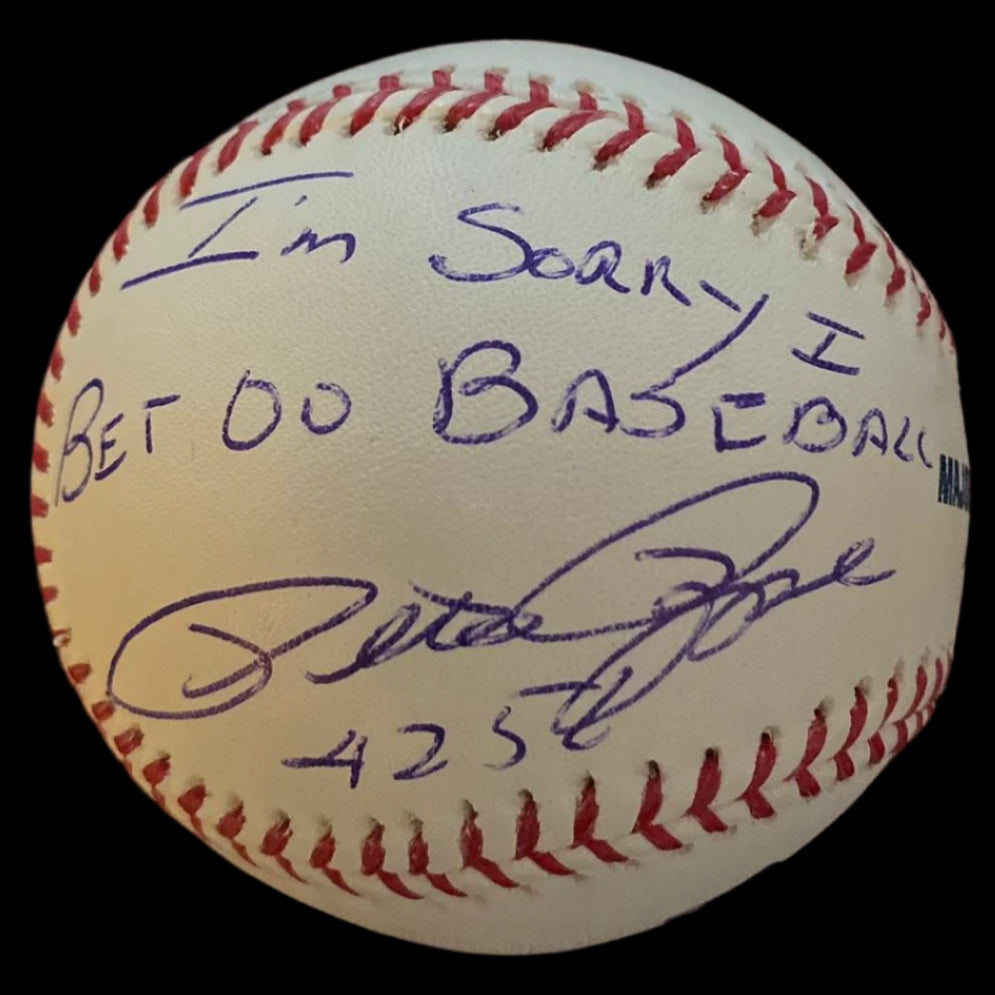 I'm SORRY I
BET ON BASEBALL
Pete Rose
4256